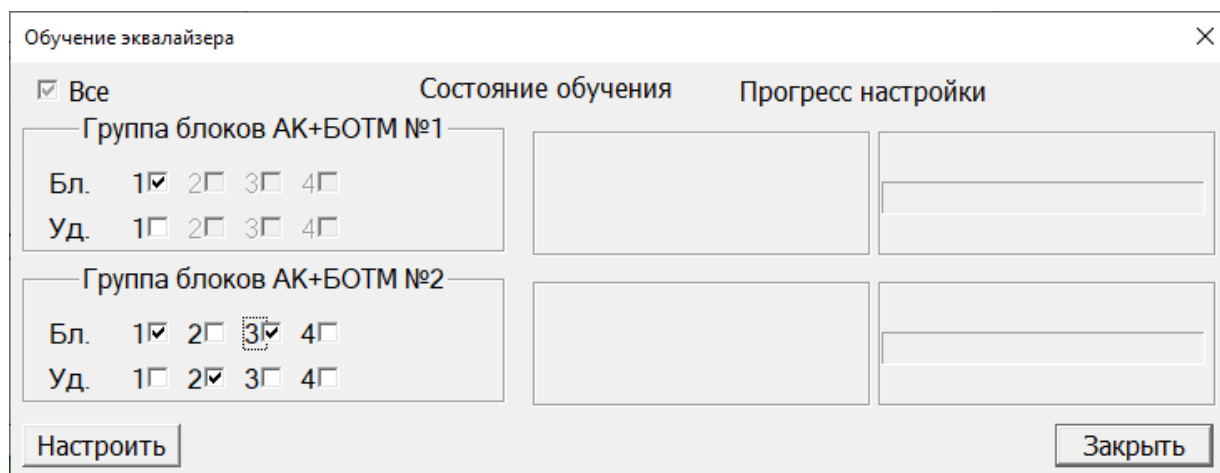 Обучение эквалайзера
Все
Состояние обучения
Прогресс настройки
Группа блоков АК+БОТМ №1
Бл. 1 2 3 4
Уд. 1 2 3 4
Группа блоков АК+БОТМ №2
Бл. 1 2 3 4
Уд. 1 2 3 4
Настроить
Закрыть